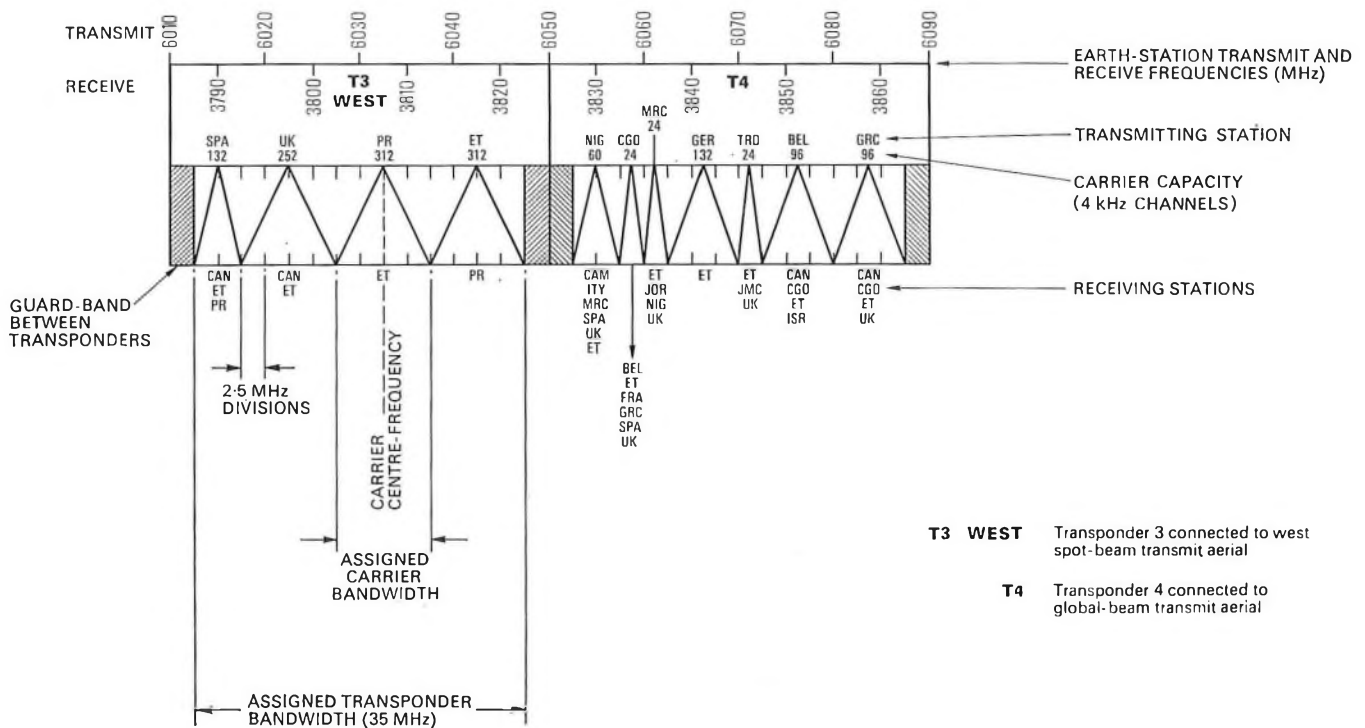 TRANSMIT
6010 6020 6030 6040 6050 6060 6070 6080 6090
EARTH-STATION TRANSMIT AND
RECEIVE FREQUENCIES (MHz)
RECEIVE
3790 3800 3810 3820 3830 3840 3850 3860
T3
WEST
T4
TRANSMITTING STATION
SPA
132
UK
252
PR
312
ET
312
NIG
60
CGO
24
MRC
24
GER
132
TRD
24
BEL
96
GRC
96
CARRIER CAPACITY
(4 kHz CHANNELS)
CAN
ET
PR
CAN
ET
ET
PR
CAM
ITY
MRC
SPA
UK
ET
BEL
ET
FRA
GRC
SPA
UK
ET
JOR
NIG
UK
ET
ET
JMC
UK
CAN
CGO
ET
ISR
CAN
CGO
ET
UK
RECEIVING STATIONS
GUARD-BAND
BETWEEN
TRANSPONDERS
2·5 MHz
DIVISIONS
CARRIER
CENTRE-FREQUENCY
ASSIGNED
CARRIER
BANDWIDTH
ASSIGNED TRANSPONDER
BANDWIDTH (35 MHz)
T3 WEST Transponder 3 connected to west
spot-beam transmit aerial
T4 Transponder 4 connected to
global-beam transmit aerial